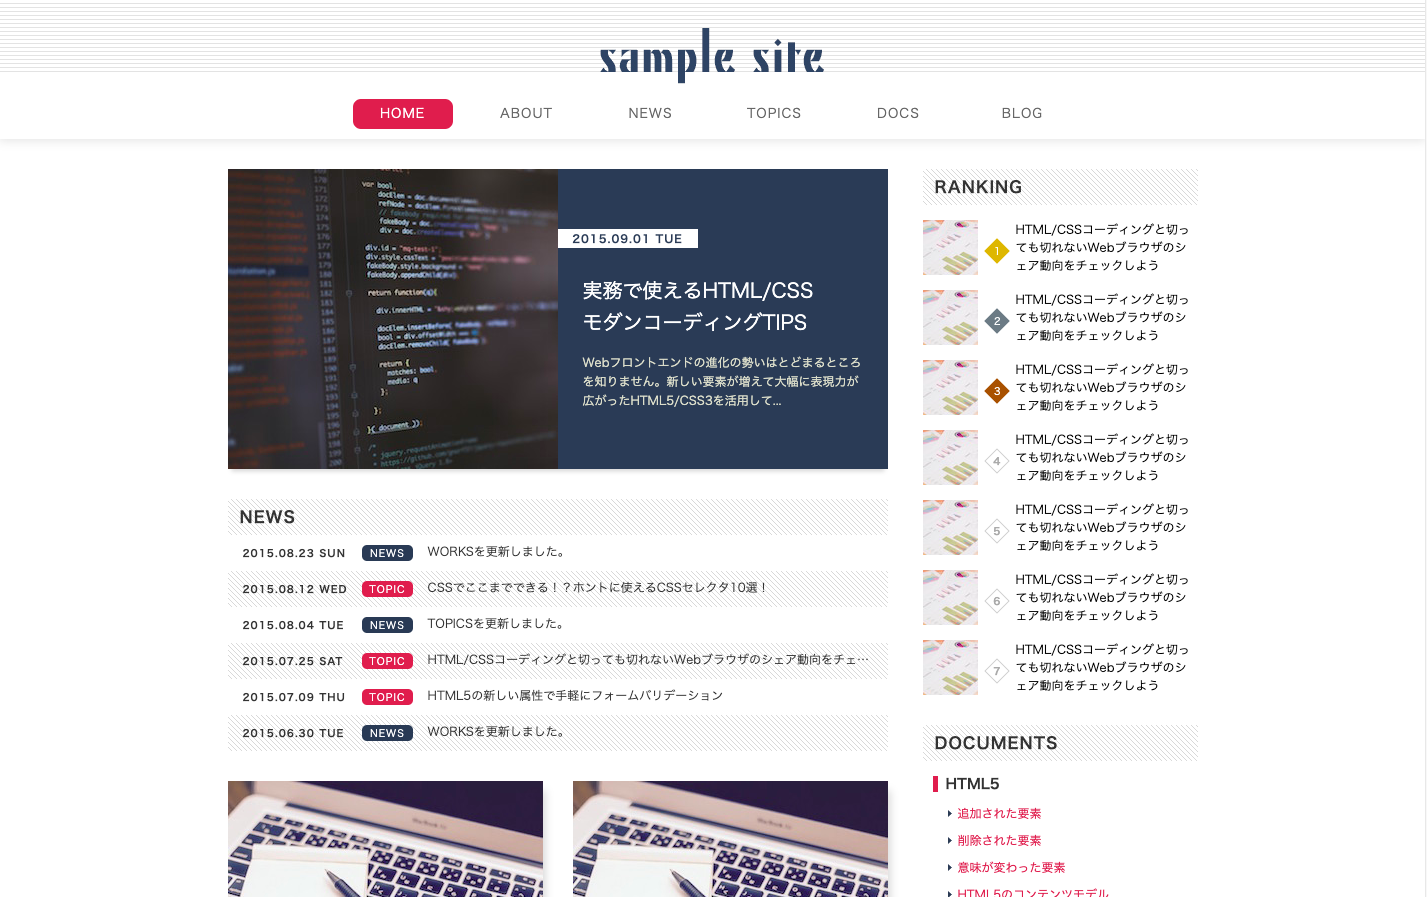 sample site
HOME ABOUT NEWS TOPICS DOCS BLOG
2015.09.01 TUE
実務で使えるHTML/CSS
モダンコーディングTIPS
Webフロントエンドの進化の勢いはとどまるところ
を知りません。新しい要素が増えて大幅に表現力が
広がったHTML5/CSS3を活用して...
NEWS
2015.08.23 SUN NEWS WORKSを更新しました。
2015.08.12 WED TOPIC CSSでここまでできる！？ホントに使えるCSSセレクタ10選！
2015.08.04 TUE NEWS TOPICSを更新しました。
2015.07.25 SAT TOPIC HTML/CSSコーディングと切っても切れないWebブラウザのシェア動向をチェ…
2015.07.09 THU TOPIC HTML5の新しい属性で手軽にフォームバリデーション
2015.06.30 TUE NEWS WORKSを更新しました。
RANKING
1
HTML/CSSコーディングと切っ
ても切れないWebブラウザのシ
ェア動向をチェックしよう
2
HTML/CSSコーディングと切っ
ても切れないWebブラウザのシ
ェア動向をチェックしよう
3
HTML/CSSコーディングと切っ
ても切れないWebブラウザのシ
ェア動向をチェックしよう
4
HTML/CSSコーディングと切っ
ても切れないWebブラウザのシ
ェア動向をチェックしよう
5
HTML/CSSコーディングと切っ
ても切れないWebブラウザのシ
ェア動向をチェックしよう
6
HTML/CSSコーディングと切っ
ても切れないWebブラウザのシ
ェア動向をチェックしよう
7
HTML/CSSコーディングと切っ
ても切れないWebブラウザのシ
ェア動向をチェックしよう
DOCUMENTS
HTML5
追加された要素
削除された要素
意味が変わった要素
HTML5のコンテンツモデル